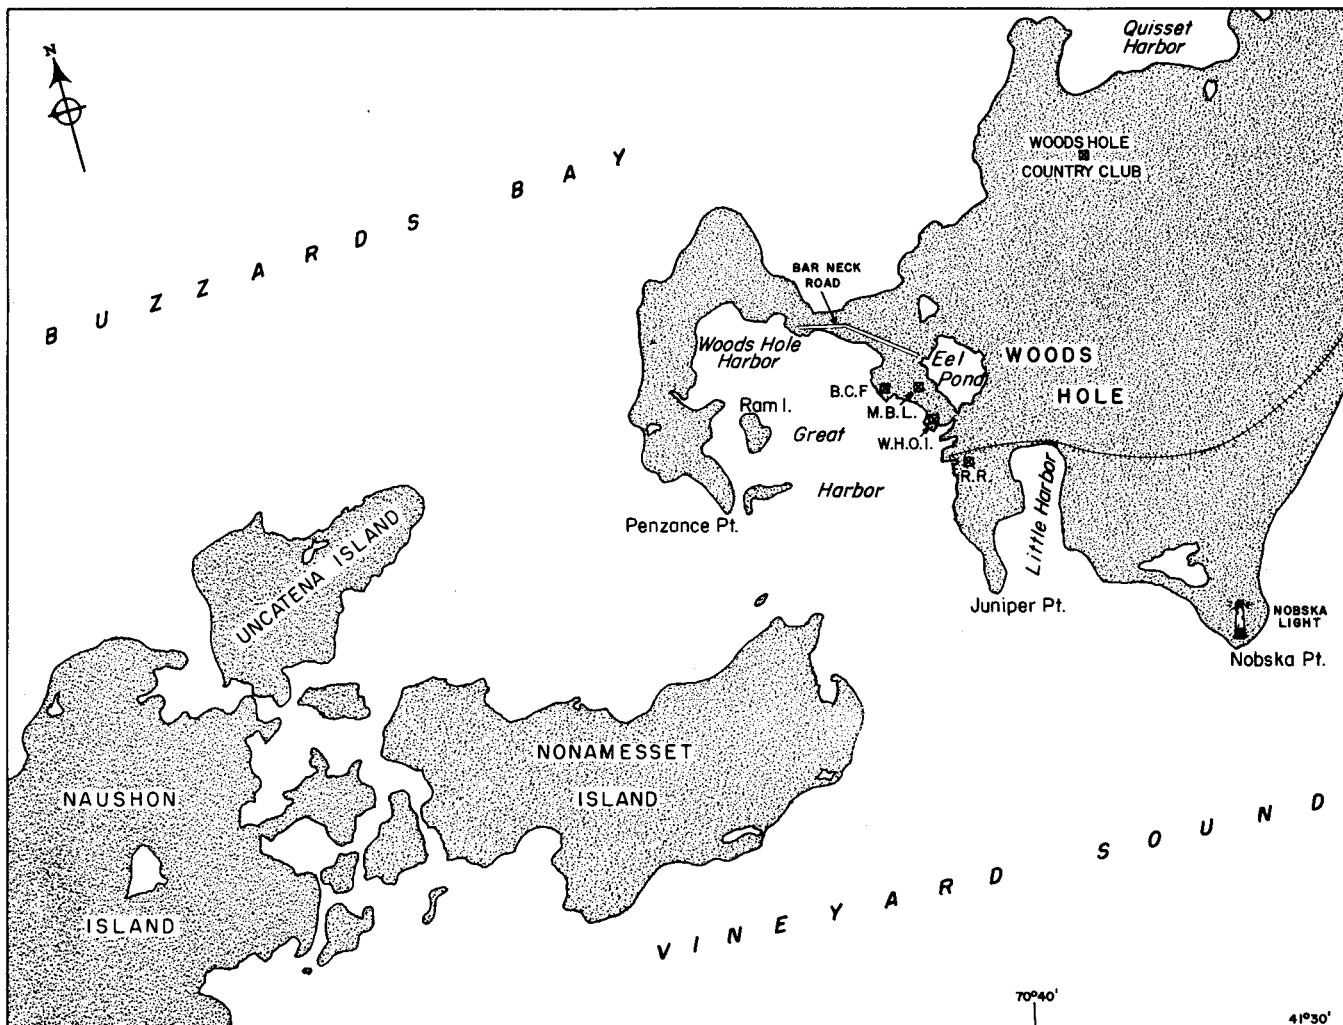 N
Quisset
Harbor
WOODS HOLE
COUNTRY CLUB
BUZZARDS BAY
BAR NECK
ROAD
Woods Hole
Harbor
Eel
Pond
WOODS
HOLE
B.C.F
M.B.L.
Ram I.
Great
W.H.O.I.
R.R.
Harbor
Penzance Pt.
Little Harbor
UNCATENA ISLAND
Juniper Pt.
NOBSKA
LIGHT
Nobska Pt.
NONAMESSET
ISLAND
NAUSHON
ISLAND
VINEYARD SOUND
70°40'
41°30'